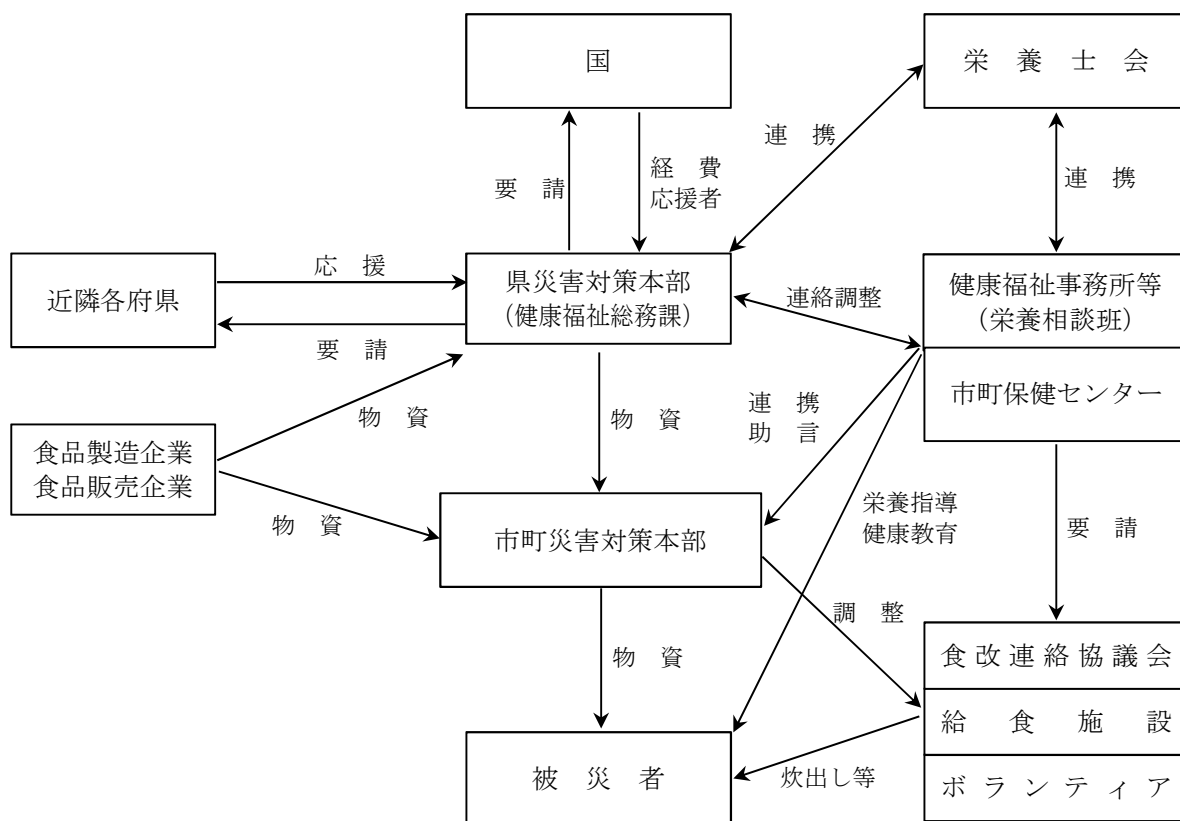 国
栄養士会
連携
要請
経費
応援者
連携
近隣各府県
応援
要請
県災害対策本部
(健康福祉総務課)
連絡調整
健康福祉事務所等
(栄養相談班)
市町保健センター
食品製造企業
食品販売企業
物資
物資
物資
連携
助言
市町災害対策本部
栄養指導
健康教育
要請
物資
調整
食改連絡協議会
給食施設
ボランティア
被災者
炊出し等